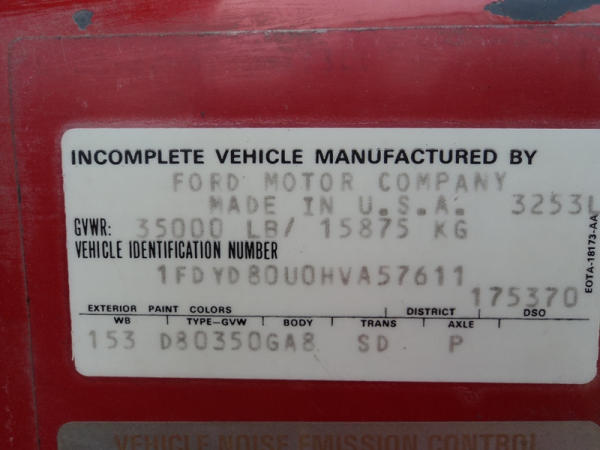 INCOMPLETE VEHICLE MANUFACTURED BY
FORD MOTOR COMPANY
MADE IN U.S.A. 3253L
GVWR: 35000 LB/ 15875 KG
VEHICLE IDENTIFICATION NUMBER
1FDYD80U0HVA57611
175370
EXTERIOR PAINT COLORS DISTRICT DSO
WB TYPE-GVW BODY TRANS AXLE
153 D80350GA8 SD P
EOTA-18173-AA
VEHICLE NOISE EMISSION CONTROL